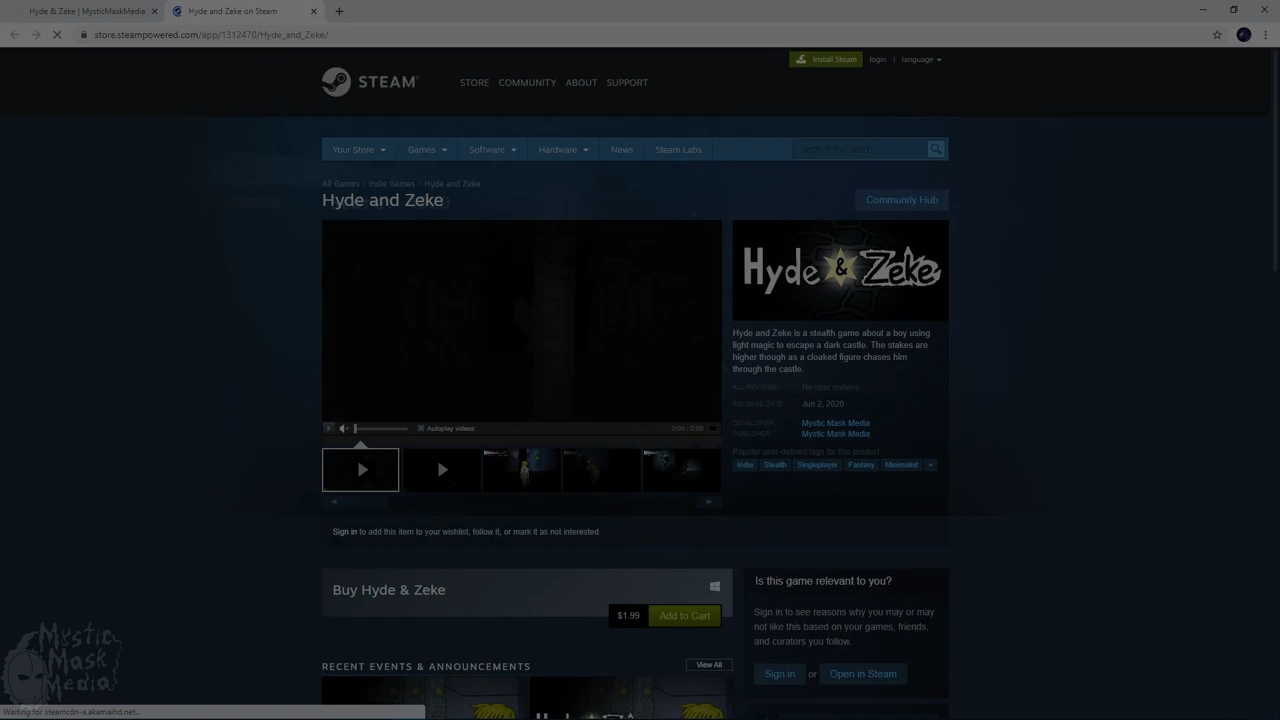 Hyde & Zeke | MysticMaskMedia
Hyde and Zeke on Steam
store.steampowered.com/app/1312470/Hyde_and_Zeke/
Install Steam login | language
STEAM®
STORE COMMUNITY ABOUT SUPPORT
Your Store Games Software Hardware News Steam Labs
search the store
All Games › Indie Games › Hyde and Zeke
Hyde and Zeke
Community Hub
Hyde & Zeke
Hyde and Zeke is a stealth game about a boy using
light magic to escape a dark castle. The stakes are
higher though as a cloaked figure chases him
through the castle.
ALL REVIEWS: No user reviews
RELEASE DATE: Jun 2, 2020
DEVELOPER: Mystic Mask Media
PUBLISHER: Mystic Mask Media
Popular user-defined tags for this product:
Indie Stealth Singleplayer Fantasy Minimalist +
Autoplay videos 0:00 / 2:00
Sign in to add this item to your wishlist, follow it, or mark it as not interested
Buy Hyde & Zeke
$1.99 Add to Cart
Is this game relevant to you?
Sign in to see reasons why you may or may
not like this based on your games, friends,
and curators you follow.
Sign in or Open in Steam
RECENT EVENTS & ANNOUNCEMENTS View All
Mystic
Mask
Media
Waiting for steamcdn-a.akamaihd.net...